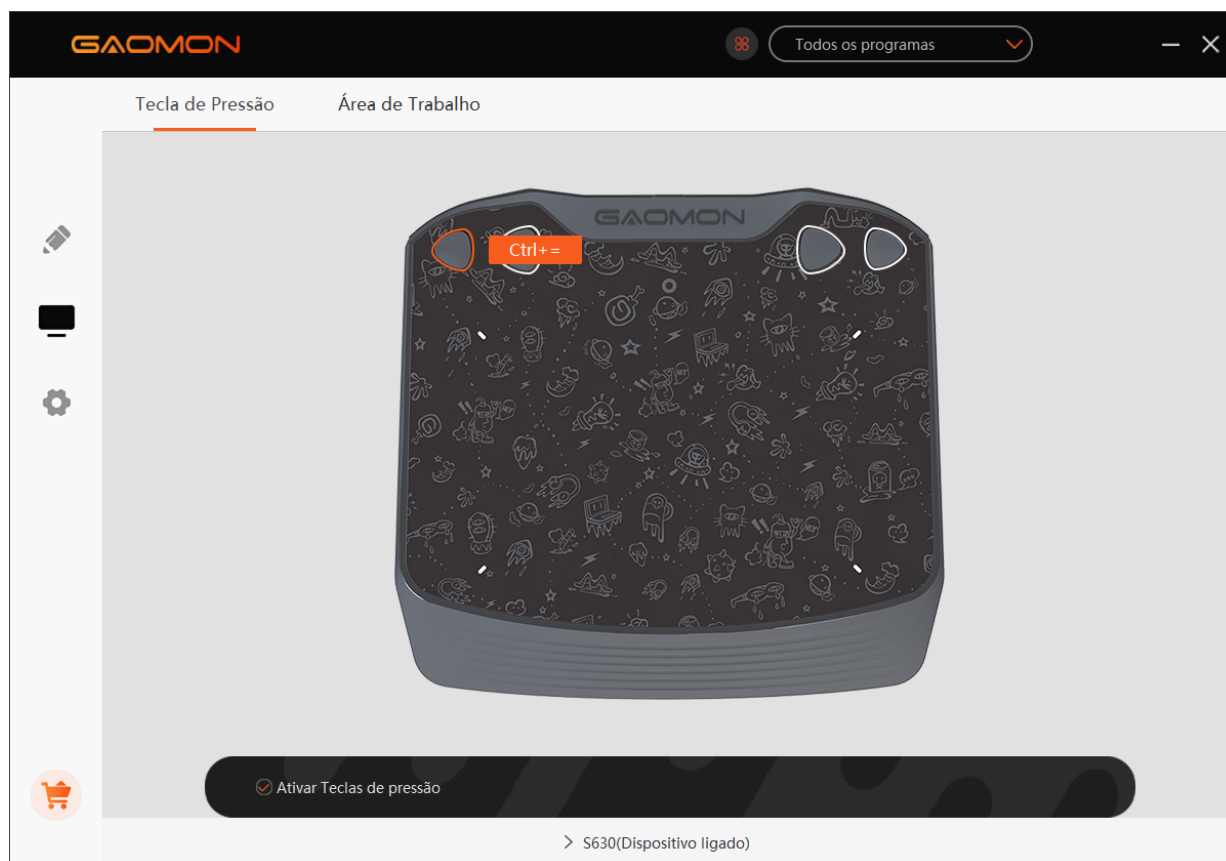 GAOMON
Todos os programas
Tecla de Pressão
Área de Trabalho
GAOMON
Ctrl+=
Ativar Teclas de pressão
S630(Dispositivo ligado)